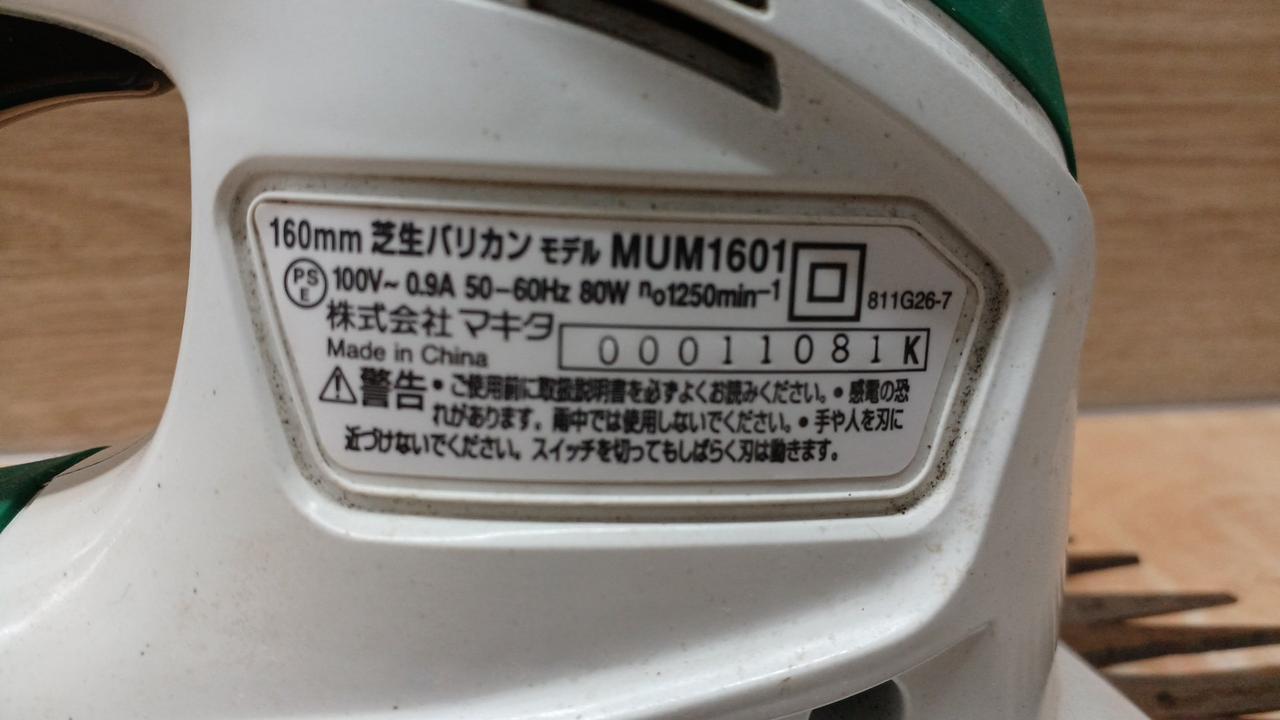 160mm 芝生バリカン モデル MUM1601
PSE 100V～ 0.9A 50－60Hz 80W n₀1250min⁻¹
811G26-7
株式会社 マキタ
00011081K
Made in China
⚠警告・ご使用前に取扱説明書を必ずよくお読みください。・感電の恐
れがあります。雨中では使用しないでください。・手や人を刃に
近づけないでください。スイッチを切ってもしばらく刃は動きます。